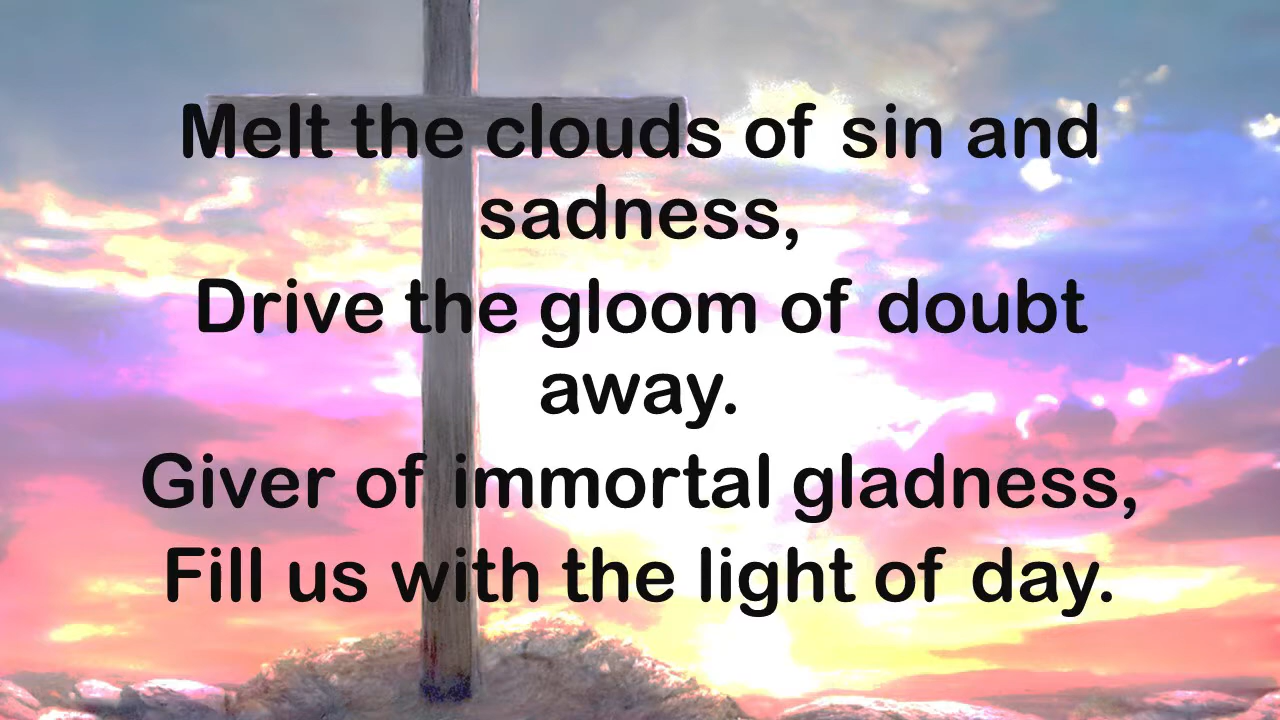 Melt the clouds of sin and
sadness,
Drive the gloom of doubt
away.
Giver of immortal gladness,
Fill us with the light of day.